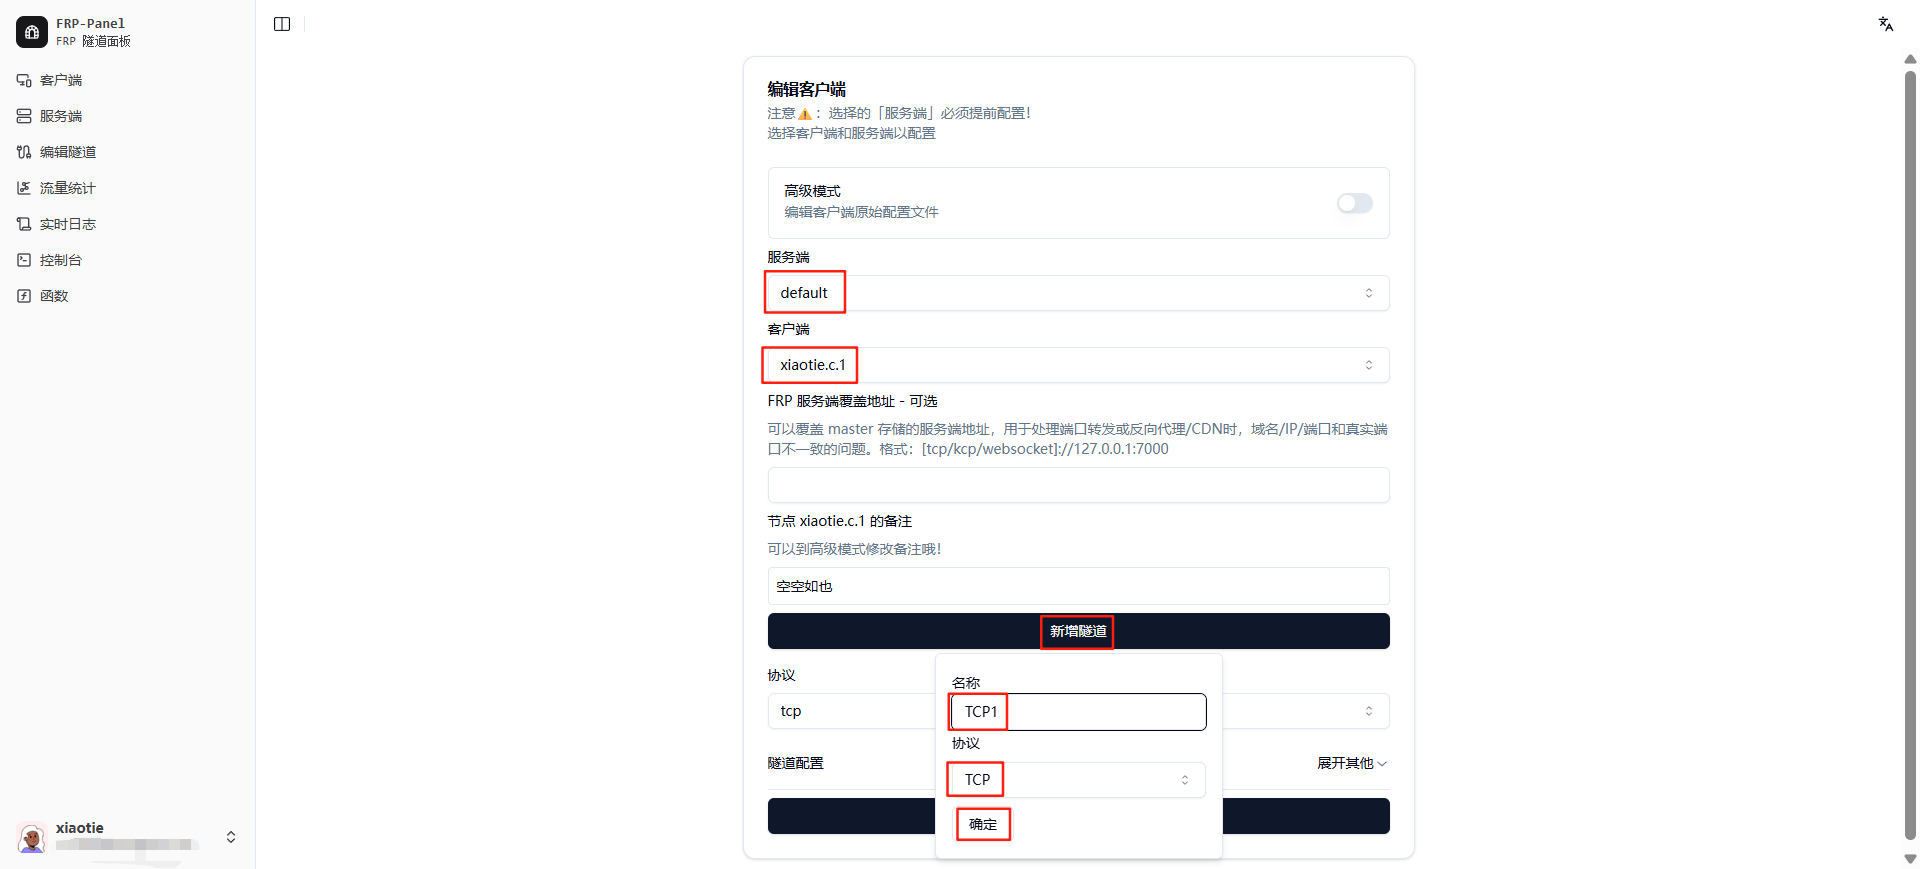 FRP-Panel
FRP 隧道面板
客户端
服务端
编辑隧道
流量统计
实时日志
控制台
函数
xiaotie
编辑客户端
注意⚠️：选择的「服务端」必须提前配置！
选择客户端和服务端以配置
高级模式
编辑客户端原始配置文件
服务端
default
客户端
xiaotie.c.1
FRP 服务端覆盖地址 - 可选
可以覆盖 master 存储的服务端地址，用于处理端口转发或反向代理/CDN时，域名/IP/端口和真实端
口不一致的问题。格式：[tcp/kcp/websocket]://127.0.0.1:7000
节点 xiaotie.c.1 的备注
可以到高级模式修改备注哦！
空空如也
新增隧道
协议
tcp
隧道配置
展开其他
名称
TCP1
协议
TCP
确定